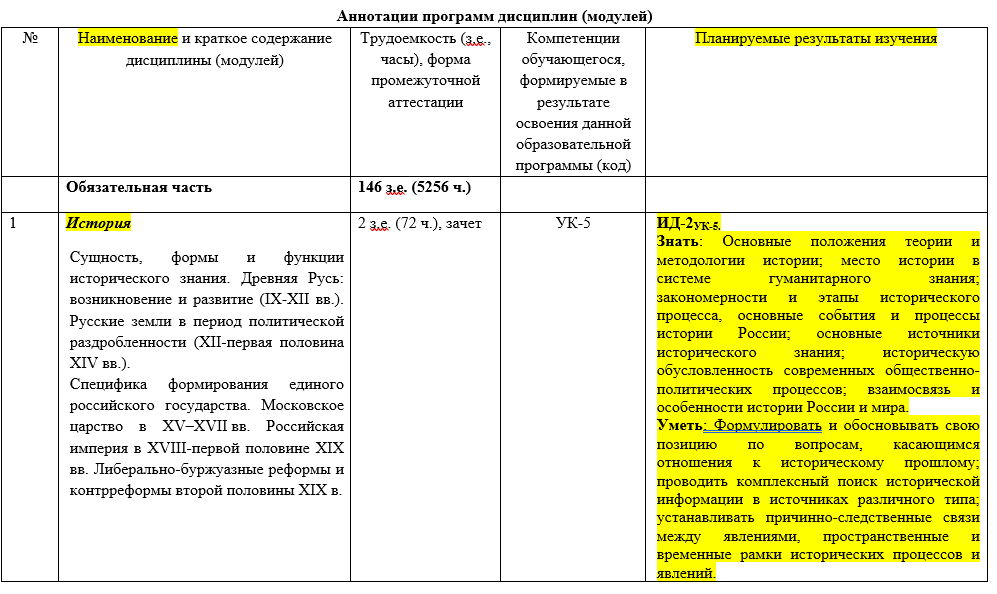 Аннотации программ дисциплин (модулей)
№
Наименование и краткое содержание
дисциплины (модулей)
Трудоемкость (з.е.,
часы), форма
промежуточной
аттестации
Компетенции
обучающегося,
формируемые в
результате
освоения данной
образовательной
программы (код)
Планируемые результаты изучения
Обязательная часть
146 з.е. (5256 ч.)
1
История
Сущность, формы и функции
исторического знания. Древняя Русь:
возникновение и развитие (IX-XII вв.).
Русские земли в период политической
раздробленности (XII-первая половина
XIV вв.).
Специфика формирования единого
российского государства. Московское
царство в XV–XVII вв. Российская
империя в XVIII-первой половине XIX
вв. Либерально-буржуазные реформы и
контрреформы второй половины XIX в.
2 з.е. (72 ч.), зачет
УК-5
ИД-2УК-5.
Знать: Основные положения теории и
методологии истории; место истории в
системе гуманитарного знания;
закономерности и этапы исторического
процесса, основные события и процессы
истории России; основные источники
исторического знания; историческую
обусловленность современных общественно-
политических процессов; взаимосвязь и
особенности истории России и мира.
Уметь: Формулировать и обосновывать свою
позицию по вопросам, касающимся
отношения к историческому прошлому;
проводить комплексный поиск исторической
информации в источниках различного типа;
устанавливать причинно-следственные связи
между явлениями, пространственные и
временные рамки исторических процессов и
явлений.